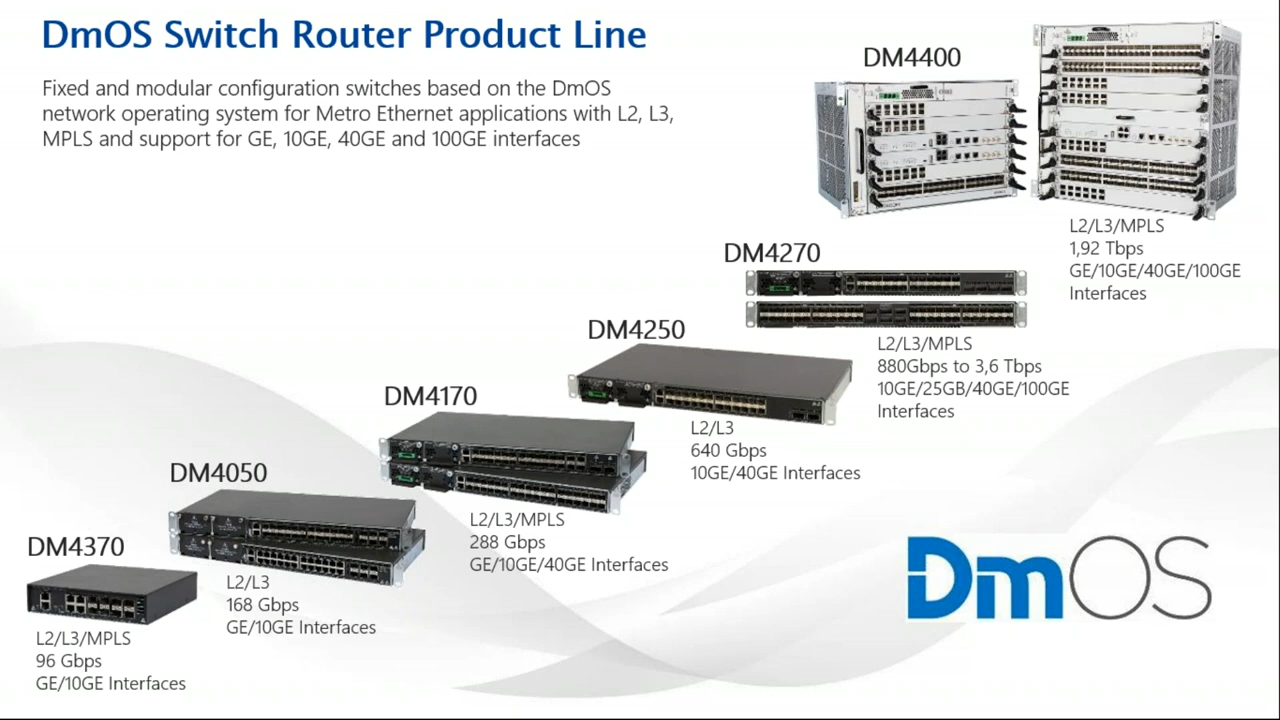 DmOS Switch Router Product Line
Fixed and modular configuration switches based on the DmOS
network operating system for Metro Ethernet applications with L2, L3,
MPLS and support for GE, 10GE, 40GE and 100GE interfaces
DM4400
L2/L3/MPLS
1,92 Tbps
GE/10GE/40GE/100GE
Interfaces
DM4270
L2/L3/MPLS
880Gbps to 3,6 Tbps
10GE/25GB/40GE/100GE
Interfaces
DM4250
L2/L3
640 Gbps
10GE/40GE Interfaces
DM4170
L2/L3/MPLS
288 Gbps
GE/10GE/40GE Interfaces
DM4050
L2/L3
168 Gbps
GE/10GE Interfaces
DM4370
L2/L3/MPLS
96 Gbps
GE/10GE Interfaces
DmOS